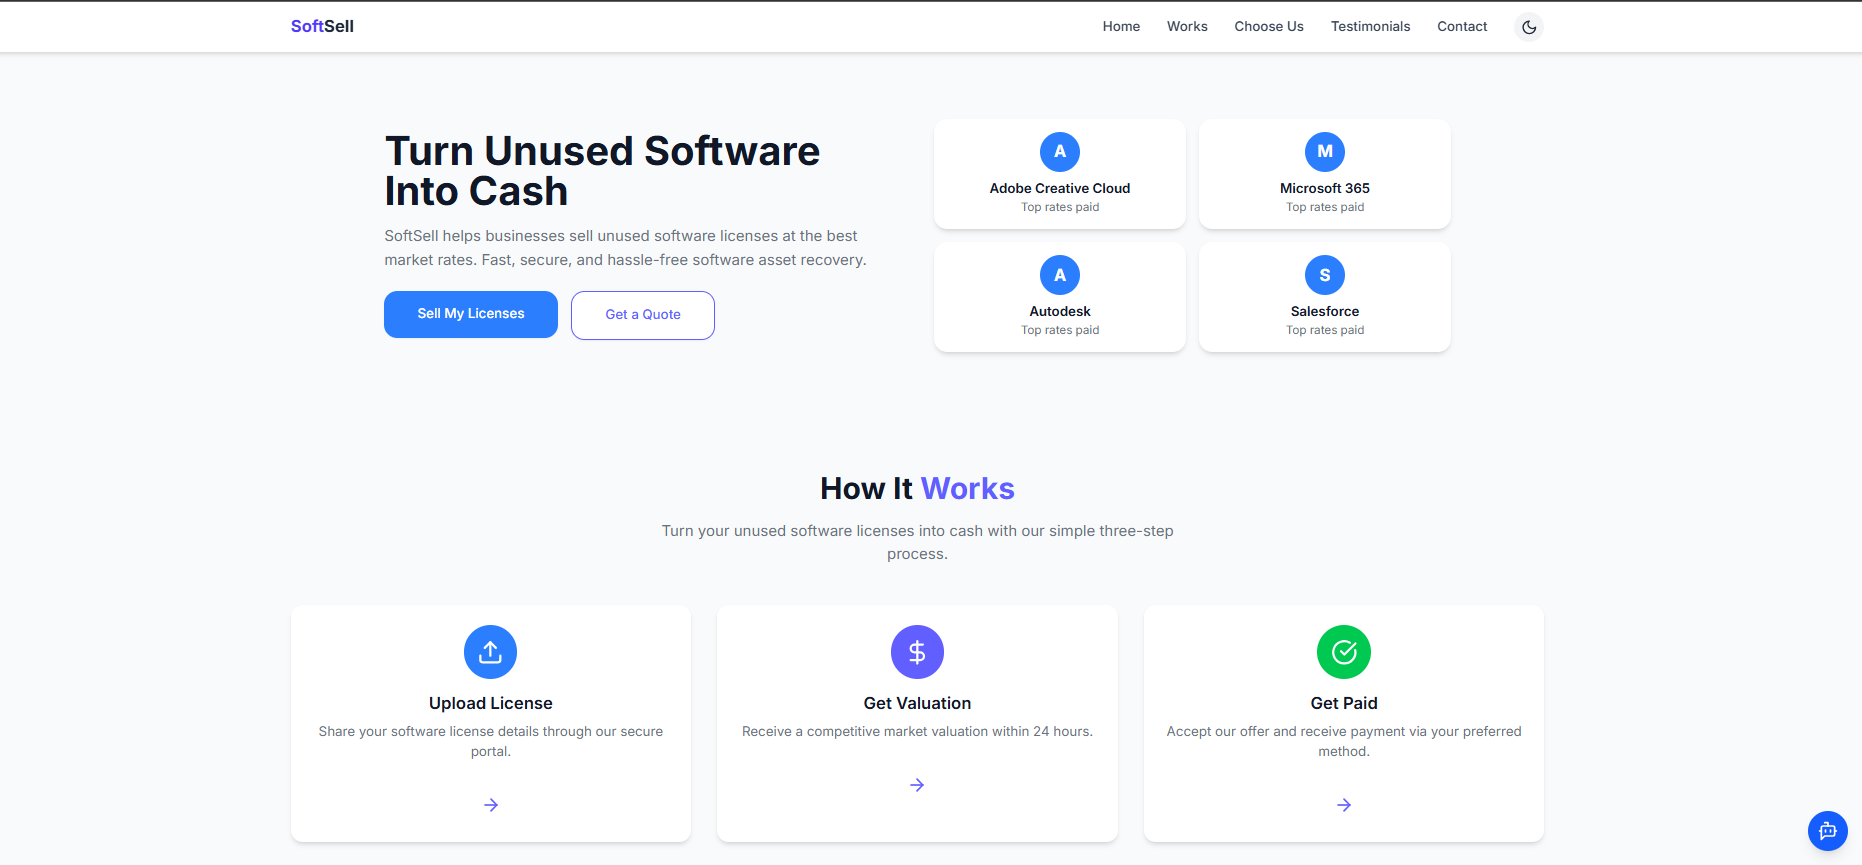 SoftSell
Home
Works
Choose Us
Testimonials
Contact
Turn Unused Software
Into Cash
SoftSell helps businesses sell unused software licenses at the best
market rates. Fast, secure, and hassle-free software asset recovery.
Sell My Licenses
Get a Quote
A
Adobe Creative Cloud
Top rates paid
M
Microsoft 365
Top rates paid
A
Autodesk
Top rates paid
S
Salesforce
Top rates paid
How It Works
Turn your unused software licenses into cash with our simple three-step
process.
Upload License
Share your software license details through our secure
portal.
$
Get Valuation
Receive a competitive market valuation within 24 hours.
Get Paid
Accept our offer and receive payment via your preferred
method.